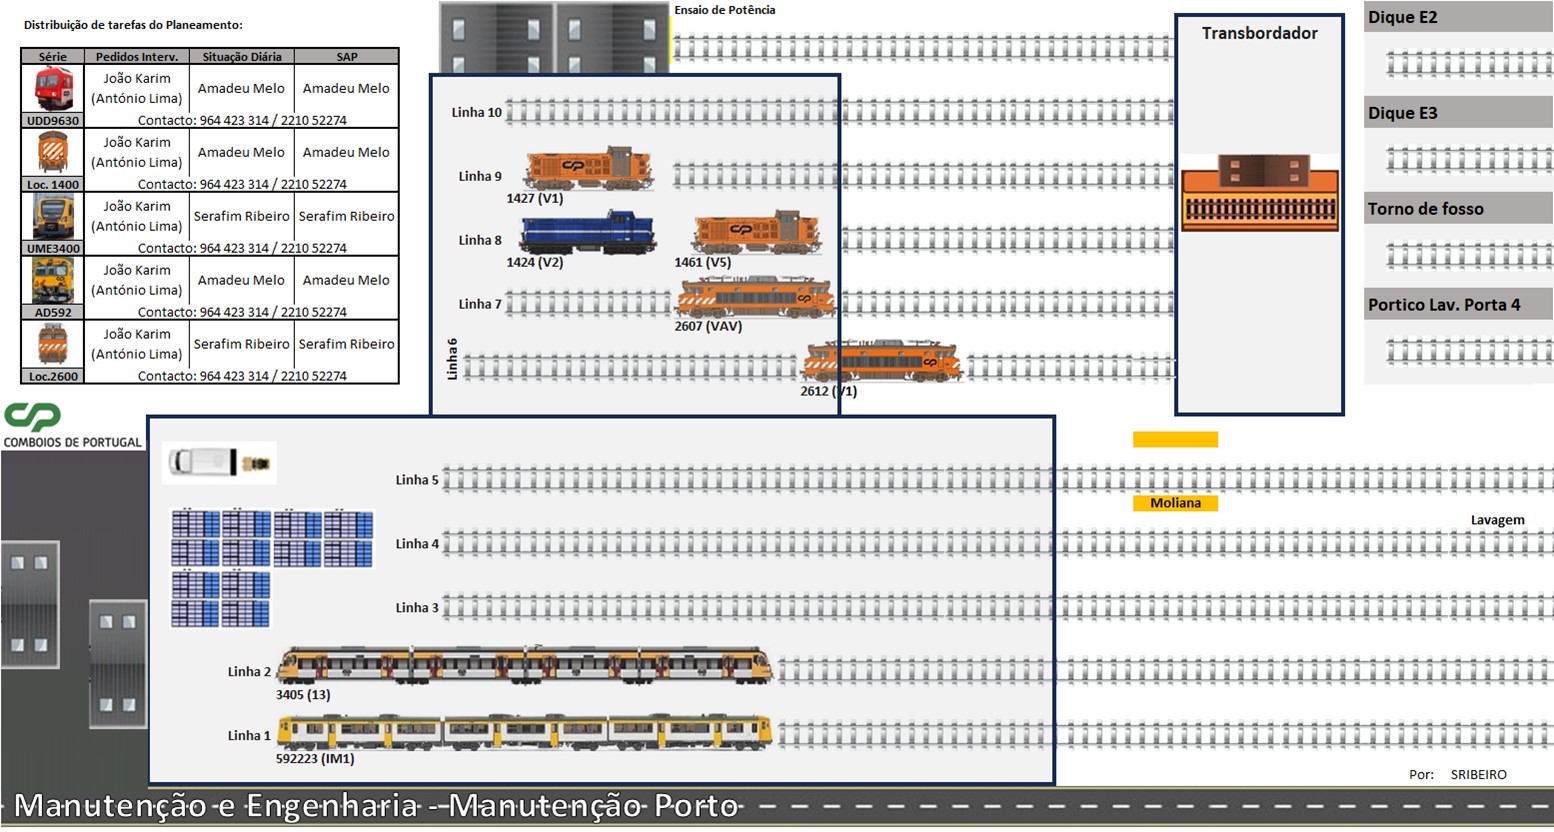 Distribuição de tarefas do Planeamento:
Série Pedidos Interv. Situação Diária SAP
João Karim
(António Lima) Amadeu Melo Amadeu Melo
UDD9630 Contacto: 964 423 314 / 2210 52274
João Karim
(António Lima) Amadeu Melo Amadeu Melo
Loc. 1400 Contacto: 964 423 314 / 2210 52274
João Karim
(António Lima) Serafim Ribeiro Serafim Ribeiro
UME3400 Contacto: 964 423 314 / 2210 52274
João Karim
(António Lima) Amadeu Melo Amadeu Melo
AD592 Contacto: 964 423 314 / 2210 52274
João Karim
(António Lima) Serafim Ribeiro Serafim Ribeiro
Loc.2600 Contacto: 964 423 314 / 2210 52274
CP
COMBOIOS DE PORTUGAL
Ensaio de Potência
Linha 10
Linha 9
1427 (V1)
Linha 8
1424 (V2) 1461 (V5)
Linha 7
2607 (VAV)
Linha 6
2612 (V1)
Transbordador
Dique E2
Dique E3
Torno de fosso
Portico Lav. Porta 4
Linha 5
Moliana
Lavagem
Linha 4
Linha 3
Linha 2
3405 (13)
Linha 1
592223 (IM1)
Por: SRIBEIRO
Manutenção e Engenharia - Manutenção Porto